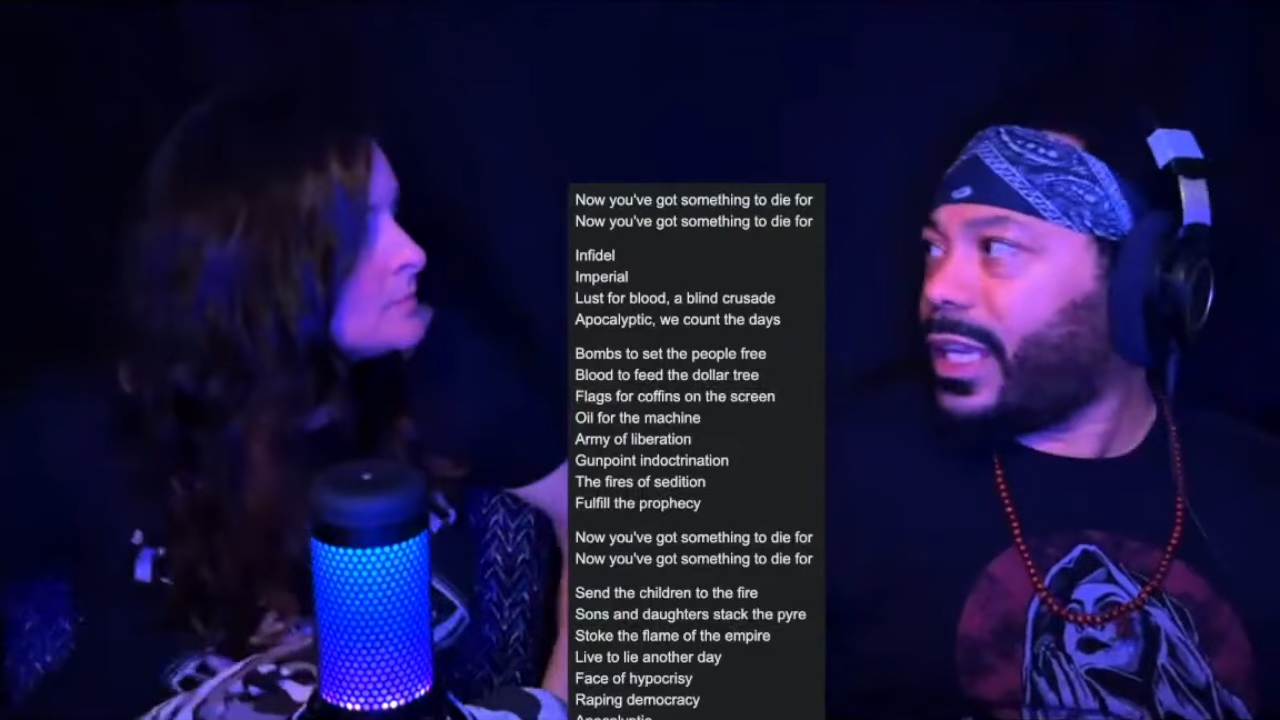 Now you've got something to die for
Now you've got something to die for
Infidel
Imperial
Lust for blood, a blind crusade
Apocalyptic, we count the days
Bombs to set the people free
Blood to feed the dollar tree
Flags for coffins on the screen
Oil for the machine
Army of liberation
Gunpoint indoctrination
The fires of sedition
Fulfill the prophecy
Now you've got something to die for
Now you've got something to die for
Send the children to the fire
Sons and daughters stack the pyre
Stoke the flame of the empire
Live to lie another day
Face of hypocrisy
Raping democracy
Apocalyptic